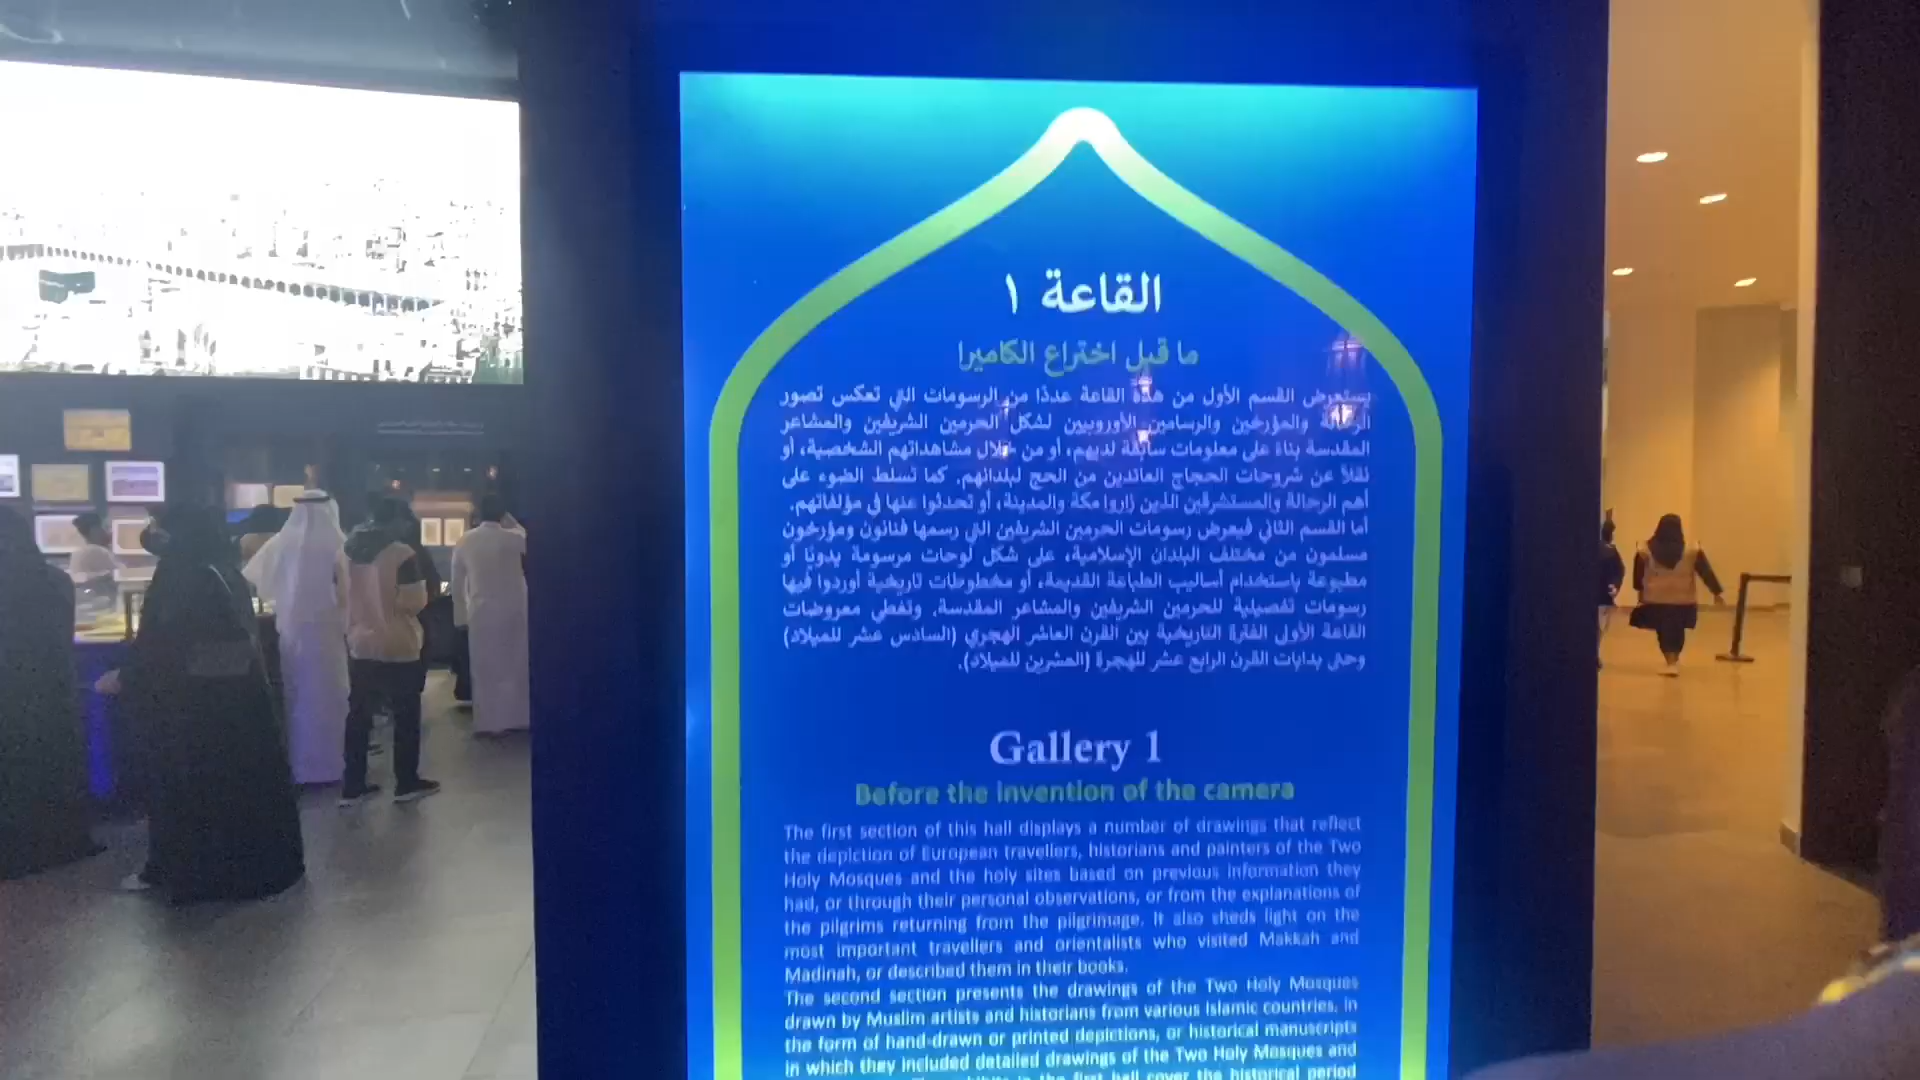 القاعة ١
ما قبل اختراع الكاميرا
يستعرض القسم الأول من هذه القاعة عددًا من الرسومات التي تعكس تصور
الرحالة والمؤرخين والرسامين الأوروبيين لشكل الحرمين الشريفين والمشاعر
المقدسة بناءً على معلومات سابقة لديهم، أو من خلال مشاهداتهم الشخصية، أو
نقلاً عن شروحات الحجاج العائدين من الحج لبلدانهم. كما تسلط الضوء على
أهم الرحالة والمستشرقين الذين زاروا مكة والمدينة، أو تحدثوا عنها في مؤلفاتهم.
أما القسم الثاني فيعرض رسومات الحرمين الشريفين التي رسمها فنانون ومؤرخون
مسلمون من مختلف البلدان الإسلامية، على شكل لوحات مرسومة يدويًا أو
مطبوعة باستخدام أساليب الطباعة القديمة، أو مخطوطات تاريخية أوردوا فيها
رسومات تفصيلية للحرمين الشريفين والمشاعر المقدسة. وتغطي معروضات
القاعة الأولى الفترة التاريخية بين القرن العاشر الهجري (السادس عشر للميلاد)
وحتى بدايات القرن الرابع عشر للهجرة (العشرين للميلاد).
Gallery 1
Before the invention of the camera
The first section of this hall displays a number of drawings that reflect
the depiction of European travellers, historians and painters of the Two
Holy Mosques and the holy sites based on previous information they
had, or through their personal observations, or from the explanations of
the pilgrims returning from the pilgrimage. It also sheds light on the
most important travellers and orientalists who visited Makkah and
Madinah, or described them in their books.
The second section presents the drawings of the Two Holy Mosques
drawn by Muslim artists and historians from various Islamic countries, in
the form of hand-drawn or printed depictions, or historical manuscripts
in which they included detailed drawings of the Two Holy Mosques and
in the first hall cover the historical period